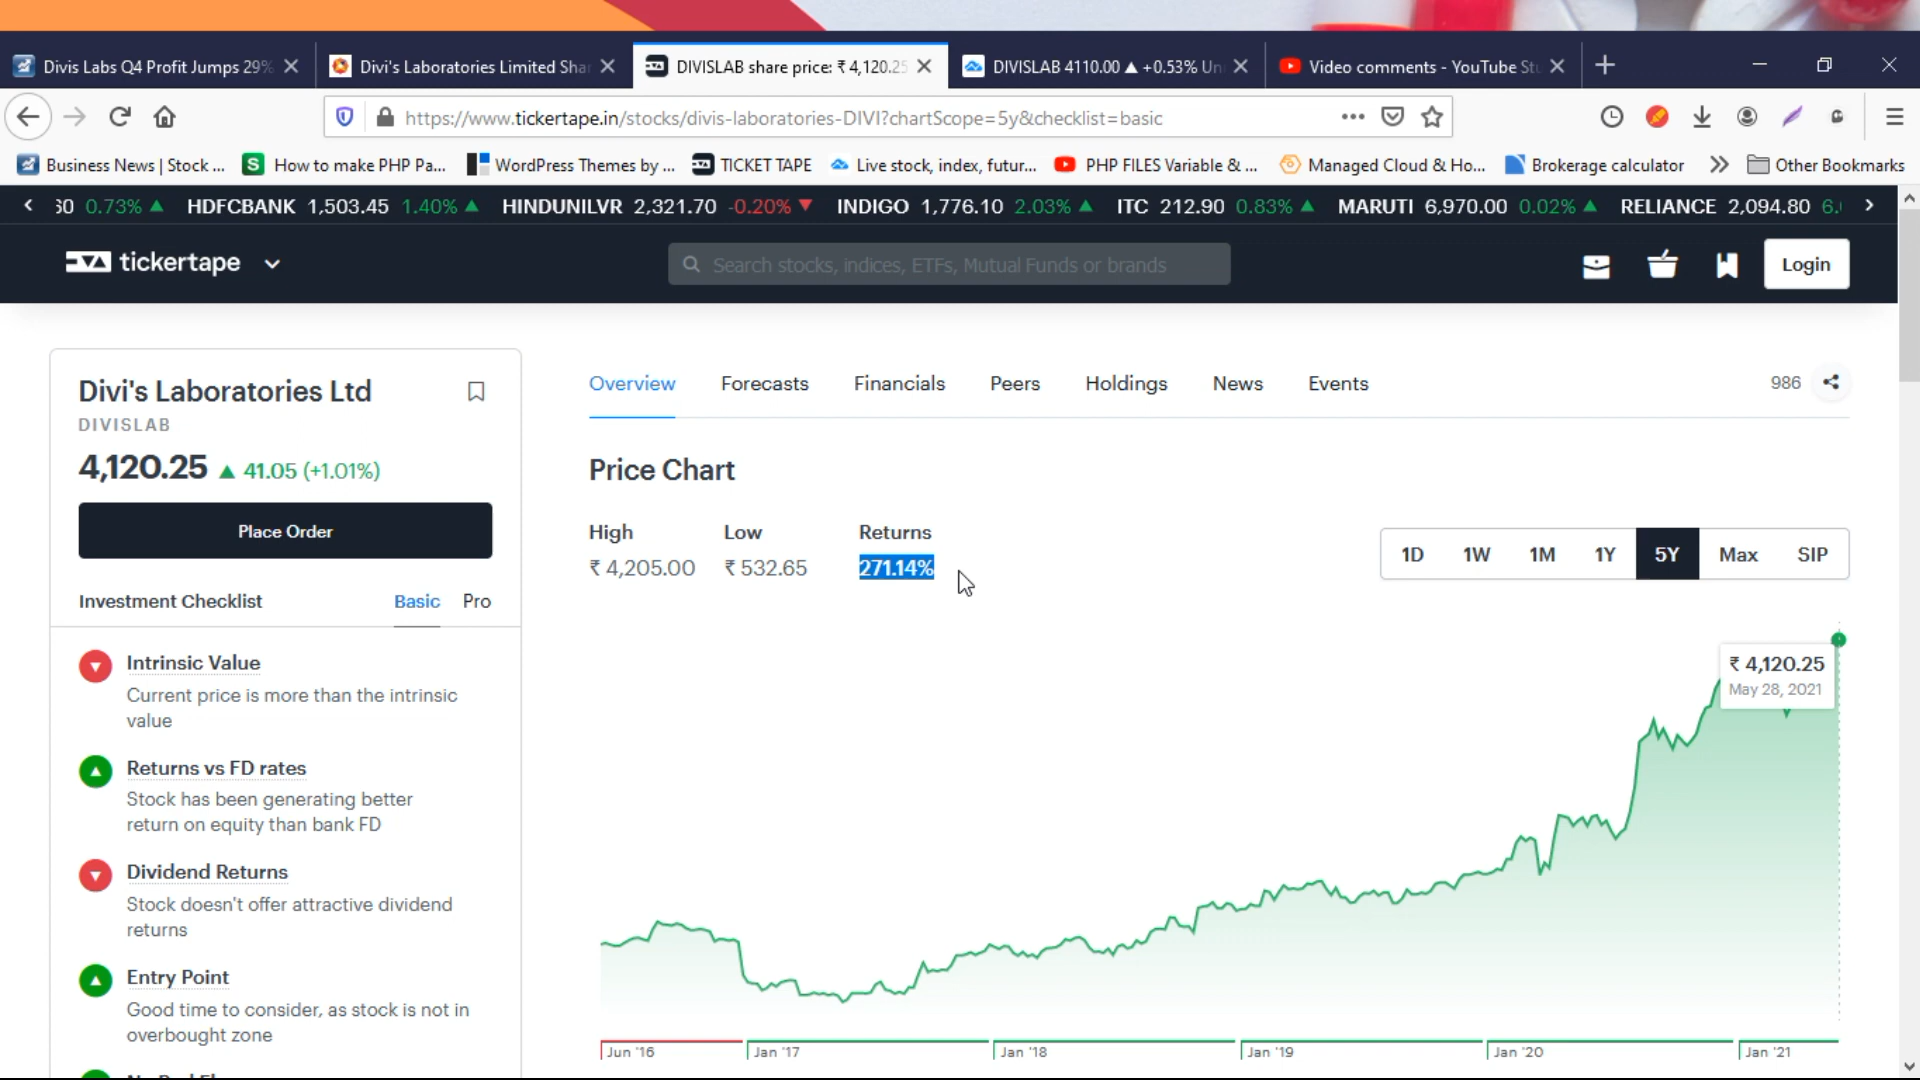 Divis Labs Q4 Profit Jumps 29%
Divi's Laboratories Limited Sha
DIVISLAB share price: ₹ 4,120.25
DIVISLAB 4110.00 ▲ +0.53% Un
Video comments - YouTube St
https://www.tickertape.in/stocks/divis-laboratories-DIVI?chartScope=5y&checklist=basic
Business News | Stock ...
How to make PHP Pa...
WordPress Themes by ...
TICKET TAPE
Live stock, index, futur...
PHP FILES Variable & ...
Managed Cloud & Ho...
Brokerage calculator
Other Bookmarks
0.73% ▲ HDFCBANK 1,503.45 1.40% ▲ HINDUNILVR 2,321.70 -0.20% ▼ INDIGO 1,776.10 2.03% ▲ ITC 212.90 0.83% ▲ MARUTI 6,970.00 0.02% ▲ RELIANCE 2,094.80
tickertape
Search stocks, indices, ETFs, Mutual Funds or brands
Login
Divi's Laboratories Ltd
DIVISLAB
4,120.25 ▲ 41.05 (+1.01%)
Place Order
Investment Checklist Basic Pro
Intrinsic Value
Current price is more than the intrinsic
value
Returns vs FD rates
Stock has been generating better
return on equity than bank FD
Dividend Returns
Stock doesn't offer attractive dividend
returns
Entry Point
Good time to consider, as stock is not in
overbought zone
Overview Forecasts Financials Peers Holdings News Events
986
Price Chart
High Low Returns
₹ 4,205.00 ₹ 532.65 271.14%
1D 1W 1M 1Y 5Y Max SIP
₹ 4,120.25
May 28, 2021
Jun '16 Jan '17 Jan '18 Jan '19 Jan '20 Jan '21